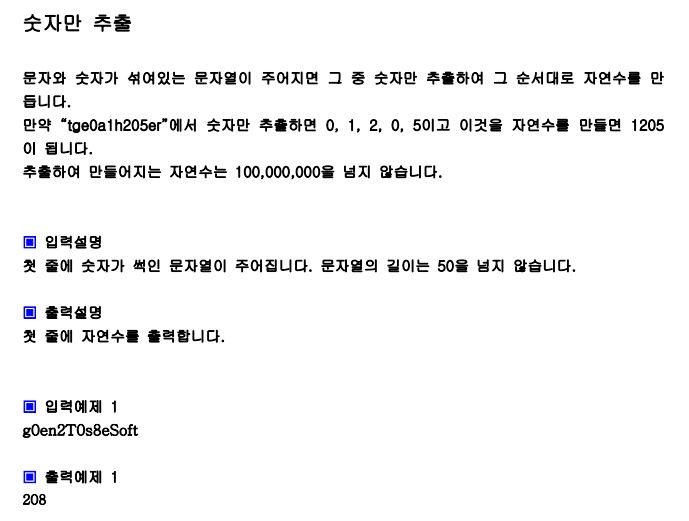 숫자만 추출
문자와 숫자가 섞여있는 문자열이 주어지면 그 중 숫자만 추출하여 그 순서대로 자연수를 만
듭니다.
만약 “tge0a1h205er”에서 숫자만 추출하면 0, 1, 2, 0, 5이고 이것을 자연수를 만들면 1205
이 됩니다.
추출하여 만들어지는 자연수는 100,000,000을 넘지 않습니다.
▣ 입력설명
첫 줄에 숫자가 썩인 문자열이 주어집니다. 문자열의 길이는 50을 넘지 않습니다.
▣ 출력설명
첫 줄에 자연수를 출력합니다.
▣ 입력예제 1
g0en2T0s8eSoft
▣ 출력예제 1
208